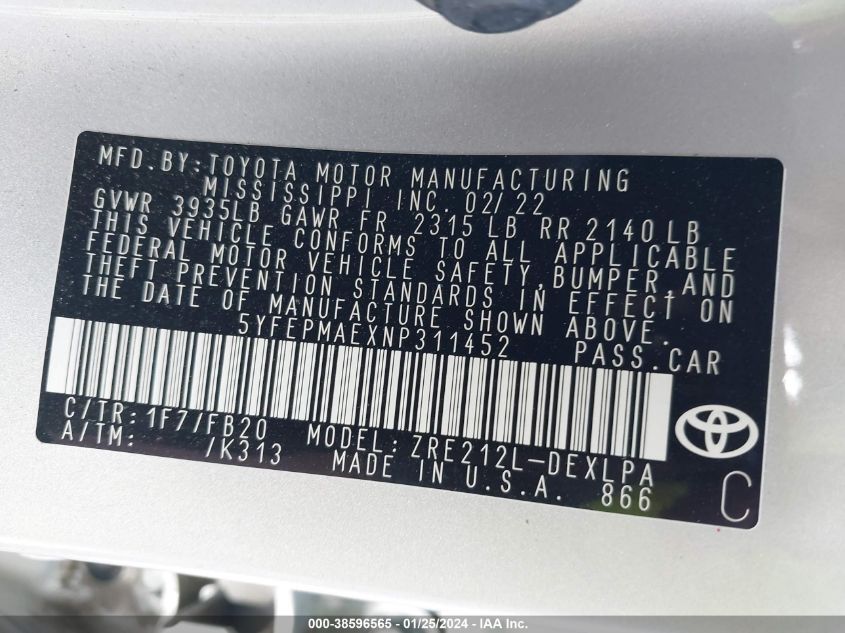 MFD.BY:TOYOTA MOTOR MANUFACTURING
MISSISSIPPI INC. 02/22
GVWR 3935LB GAWR FR 2315 LB RR 2140 LB
THIS VEHICLE CONFORMS TO ALL APPLICABLE
FEDERAL MOTOR VEHICLE SAFETY, BUMPER, AND
THEFT PREVENTION STANDARDS IN EFFECT ON
THE DATE OF MANUFACTURE SHOWN ABOVE.
5YFEPMAEXNP311452 PASS.CAR
C/TR: 1F7/FB20 MODEL: ZRE212L-DEXLPA
A/TM: /K313 MADE IN U.S.A. 866 C
000-38596565 / 01/25/2024 - IAA Inc.